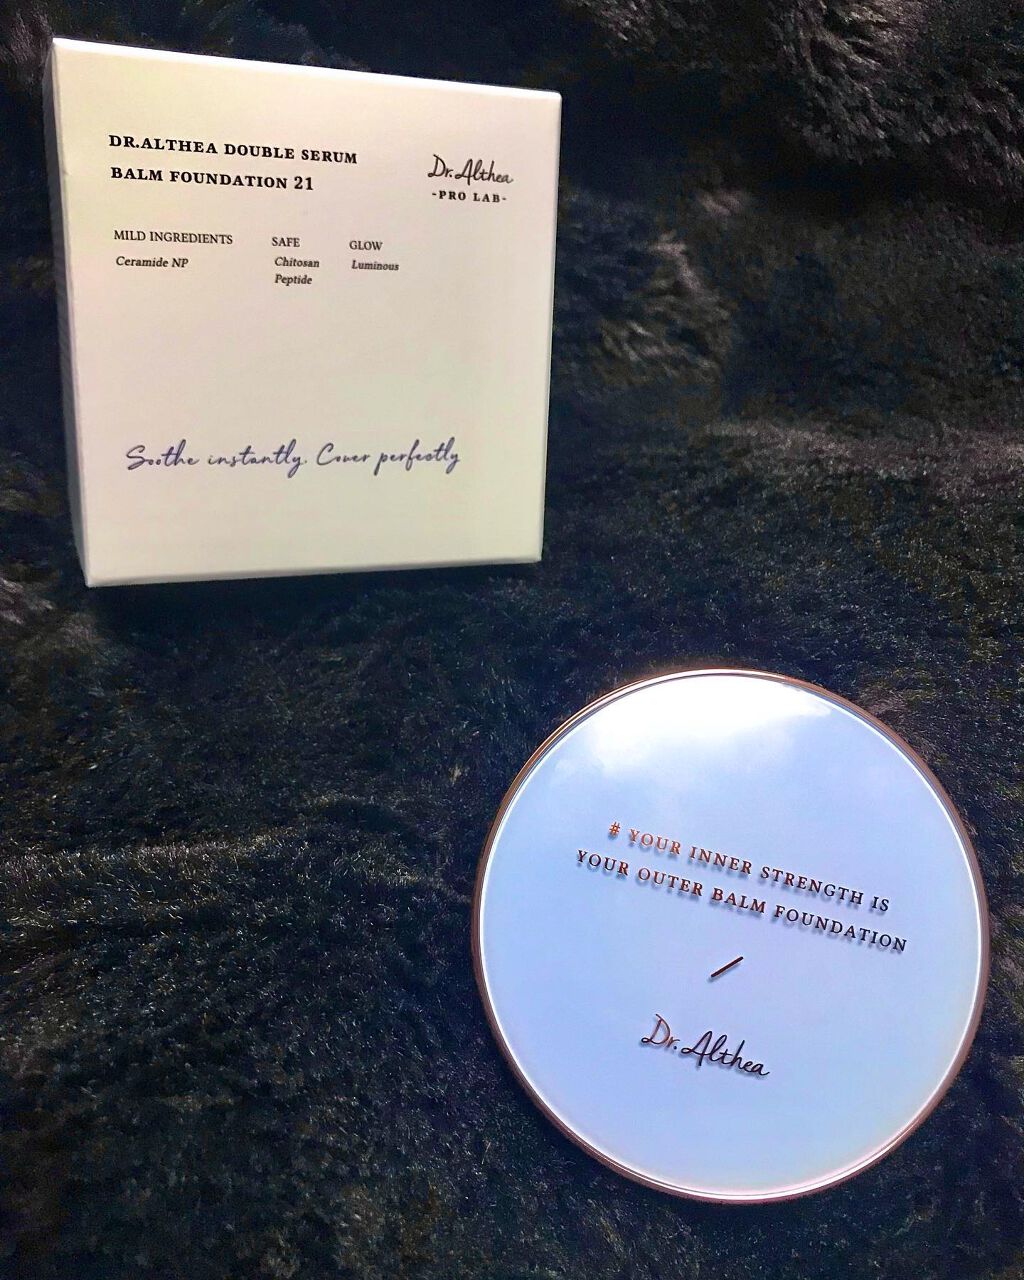 DR.ALTHEA DOUBLE SERUM
BALM FOUNDATION 21
Dr.Althea
-PRO LAB-
MILD INGREDIENTS
Ceramide NP
SAFE
Chitosan
Peptide
GLOW
Luminous
Soothe instantly. Cover perfectly
# YOUR INNER STRENGTH IS
YOUR OUTER BALM FOUNDATION
/
Dr.Althea